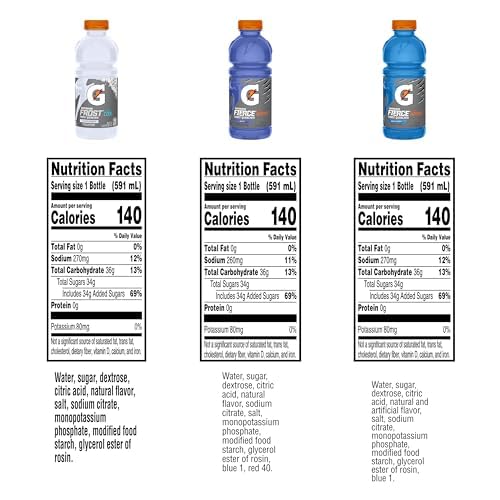 G
FROST
G
FIERCE
G
FIERCE
Nutrition Facts
Serving size 1 Bottle (591 mL)
Amount per serving
Calories 140
% Daily Value
Total Fat 0g 0%
Sodium 270mg 12%
Total Carbohydrate 36g 13%
Total Sugars 34g
Includes 34g Added Sugars 69%
Protein 0g
Potassium 80mg 0%
Not a significant source of saturated fat, trans fat,
cholesterol, dietary fiber, vitamin D, calcium, and iron.
Water, sugar, dextrose,
citric acid, natural flavor,
salt, sodium citrate,
monopotassium
phosphate, modified food
starch, glycerol ester of
rosin.
Nutrition Facts
Serving size 1 Bottle (591 mL)
Amount per serving
Calories 140
% Daily Value
Total Fat 0g 0%
Sodium 260mg 11%
Total Carbohydrate 36g 13%
Total Sugars 34g
Includes 34g Added Sugars 69%
Protein 0g
Potassium 80mg 0%
Not a significant source of saturated fat, trans fat,
cholesterol, dietary fiber, vitamin D, calcium, and iron.
Water, sugar,
dextrose, citric
acid, natural
flavor, sodium
citrate, salt,
monopotassium
phosphate,
modified food
starch, glycerol
ester of rosin,
blue 1, red 40.
Nutrition Facts
Serving size 1 Bottle (591 mL)
Amount per serving
Calories 140
% Daily Value
Total Fat 0g 0%
Sodium 270mg 12%
Total Carbohydrate 36g 13%
Total Sugars 34g
Includes 34g Added Sugars 69%
Protein 0g
Potassium 80mg 0%
Not a significant source of saturated fat, trans fat,
cholesterol, dietary fiber, vitamin D, calcium, and iron.
Water, sugar,
dextrose, citric
acid, natural and
artificial flavor,
salt, sodium
citrate,
monopotassium
phosphate,
modified food
starch, glycerol
ester of rosin,
blue 1.